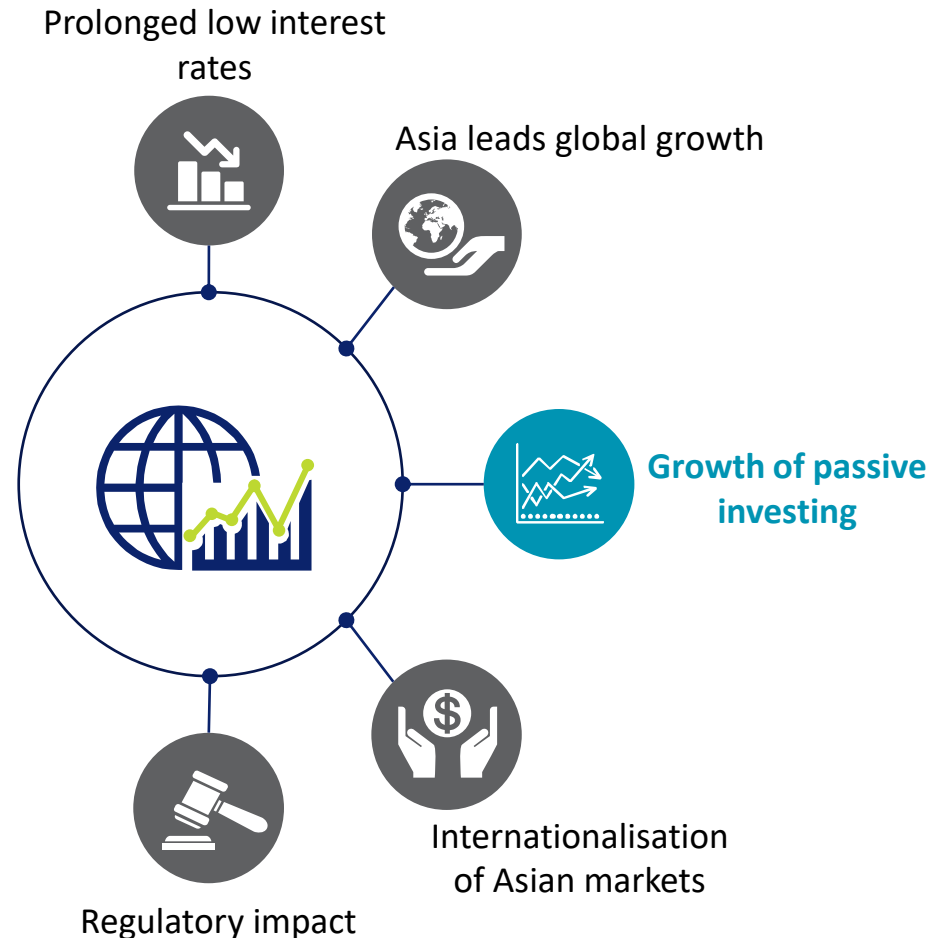 Prolonged low interest
rates
Asia leads global growth
Growth of passive
investing
$
Internationalisation
of Asian markets
Regulatory impact